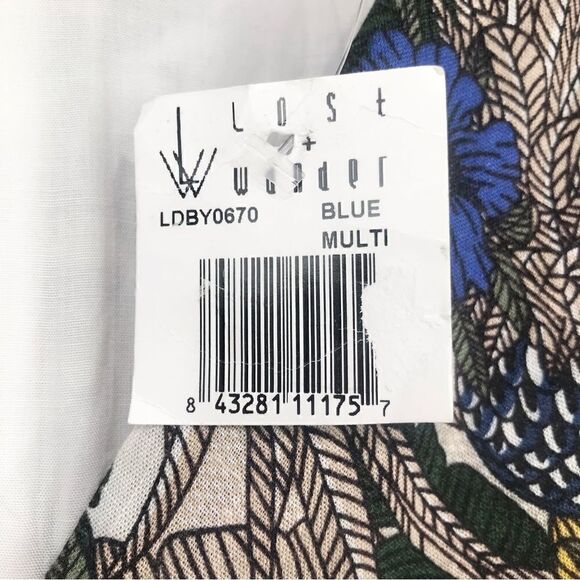 Lost
+
wonder
LDBY0670 BLUE
MULTI
8 43281 11175 7